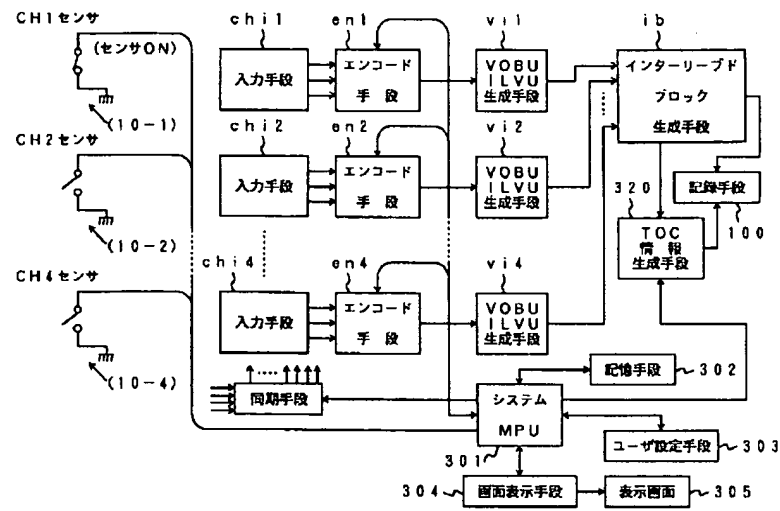 CH1センサ
(センサON)
(10-1)
CH2センサ
(10-2)
CH4センサ
(10-4)
chi1
入力手段
en1
エンコード
手段
vi1
VOBU
ILVU
生成手段
ib
インターリーブド
ブロック
生成手段
chi2
入力手段
en2
エンコード
手段
vi2
VOBU
ILVU
生成手段
320
TOC
情報
生成手段
記録手段
100
chi4
入力手段
en4
エンコード
手段
vi4
VOBU
ILVU
生成手段
同期手段
システム
MPU
301
記憶手段
302
ユーザ設定手段
303
304
画面表示手段
表示画面
305